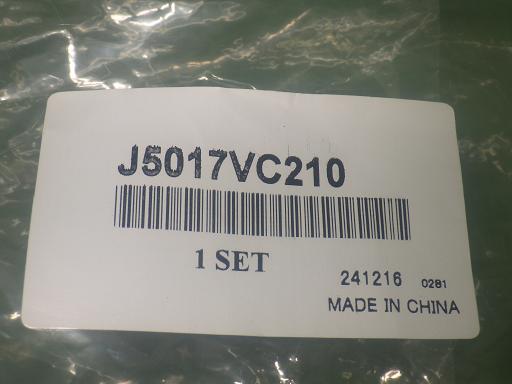 J5017VC210
1 SET
241216 0281
MADE IN CHINA